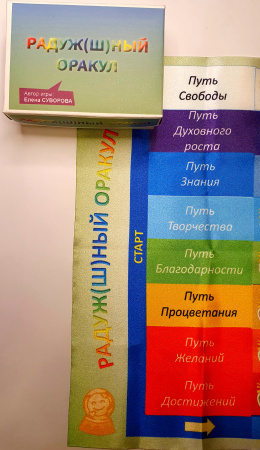 РАДУЖ(Ш)НЫЙ
ОРАКУЛ
Автор игры:
Елена СУВОРОВА
РАДУЖ(Ш)НЫЙ ОРАКУЛ
СТАРТ
Путь
Свободы
Путь
Духовного
роста
Путь
Знания
Путь
Творчества
Путь
Благодарности
Путь
Процветания
Путь
Желаний
Путь
Достижений